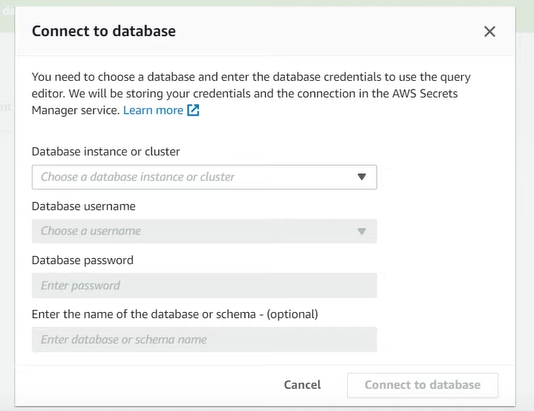 Connect to database
You need to choose a database and enter the database credentials to use the query
editor. We will be storing your credentials and the connection in the AWS Secrets
Manager service. Learn more
Database instance or cluster
Choose a database instance or cluster
Database username
Choose a username
Database password
Enter password
Enter the name of the database or schema - (optional)
Enter database or schema name
Cancel
Connect to database